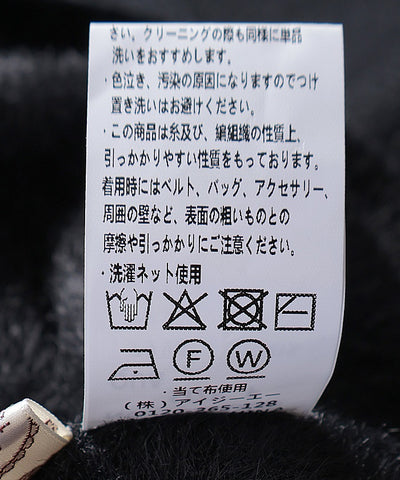 さい。クリーニングの際も同様に単品
洗いをおすすめします。
・色泣き、汚染の原因になりますのでつけ
置き洗いはお避けください。
・この商品は糸及び、編組織の性質上、
引っかかりやすい性質をもっております。
着用時にはベルト、バッグ、アクセサリー、
周囲の壁など、表面の粗いものとの
摩擦や引っかかりにご注意ください。
・洗濯ネット使用
F W
・当て布使用
(株)アイジーエー
0120-265-128